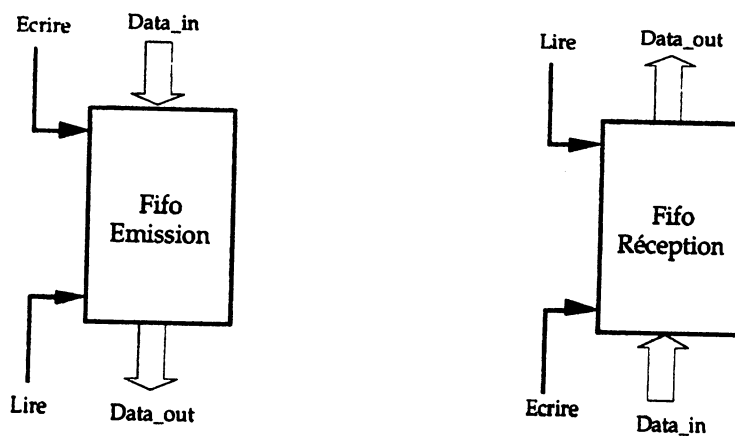 Ecrire
Data_in
Fifo
Emission
Lire
Data_out
Lire
Data_out
Fifo
Réception
Ecrire
Data_in